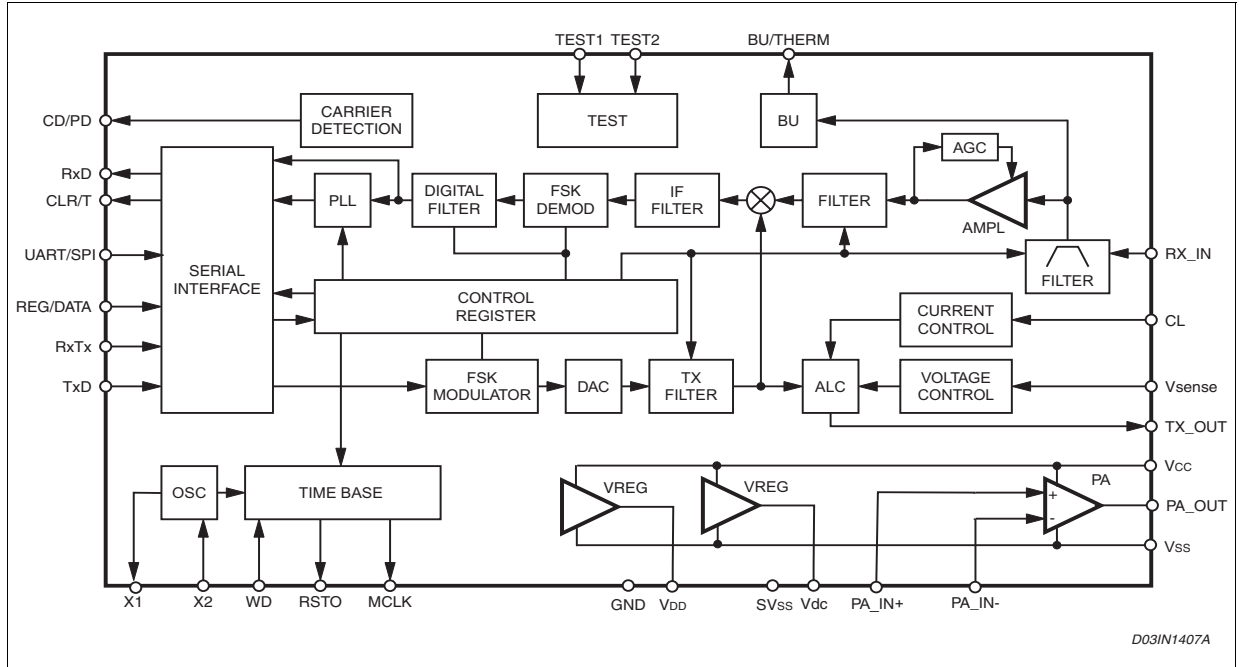 TEST1 TEST2 BU/THERM
CD/PD
CARRIER
DETECTION
TEST
BU
AGC
RxD
CLR/T
PLL
DIGITAL
FILTER
FSK
DEMOD
IF
FILTER
FILTER
AMPL
UART/SPI
SERIAL
INTERFACE
FILTER
RX_IN
REG/DATA
CONTROL
REGISTER
CURRENT
CONTROL
CL
RxTx
TxD
FSK
MODULATOR
DAC
TX
FILTER
ALC
VOLTAGE
CONTROL
Vsense
TX_OUT
OSC
TIME BASE
VREG
VREG
PA
+
-
VCC
PA_OUT
VSS
X1 X2 WD RSTO MCLK GND VDD SVSS Vdc PA_IN+ PA_IN-
D03IN1407A